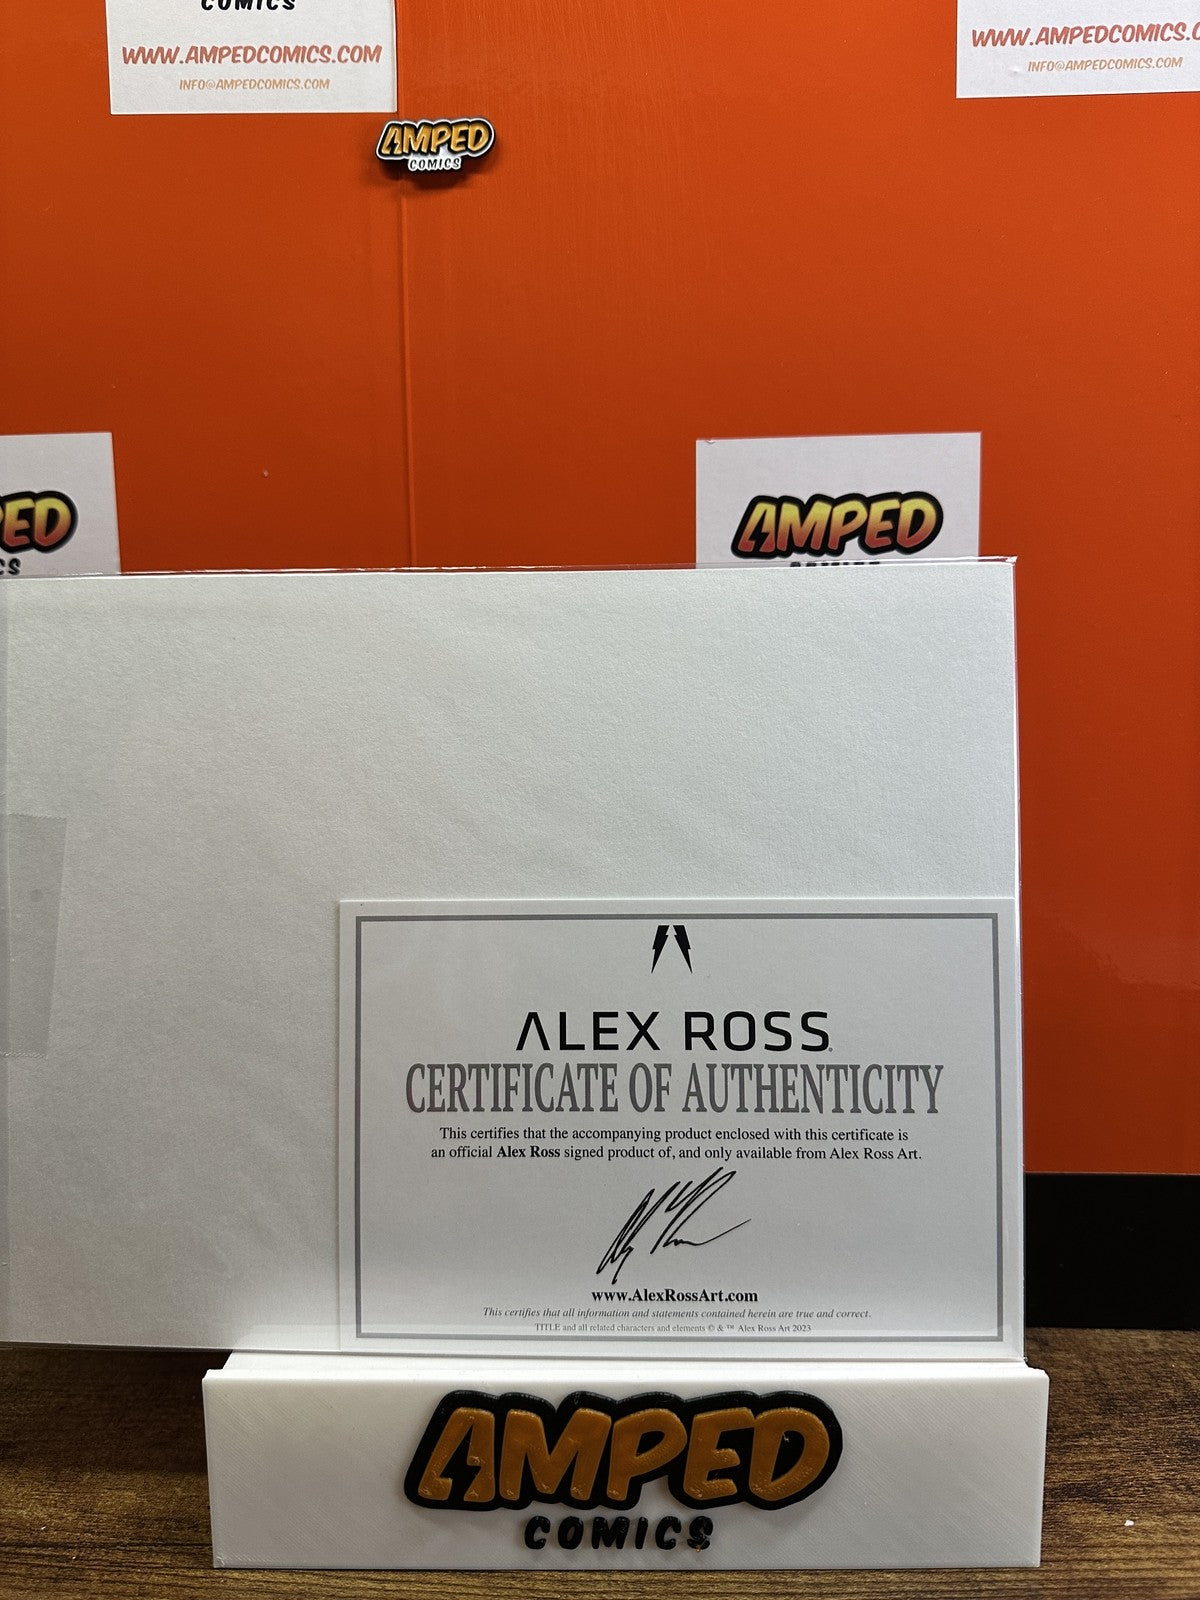 COMICS
WWW.AMPEDCOMICS.COM
INFO@AMPEDCOMICS.COM
WWW.AMPEDCOMICS.C
INFO@AMPEDCOMICS.COM
AMPED
COMICS
PED
CS
AMPED
COMICS
ALEX ROSS
CERTIFICATE OF AUTHENTICITY
This certifies that the accompanying product enclosed with this certificate is
an official Alex Ross signed product of, and only available from Alex Ross Art.
www.AlexRossArt.com
This certifies that all information and statements contained herein are true and correct.
TITLE and all related characters and elements © & ™ Alex Ross Art 2023
AMPED
COMICS